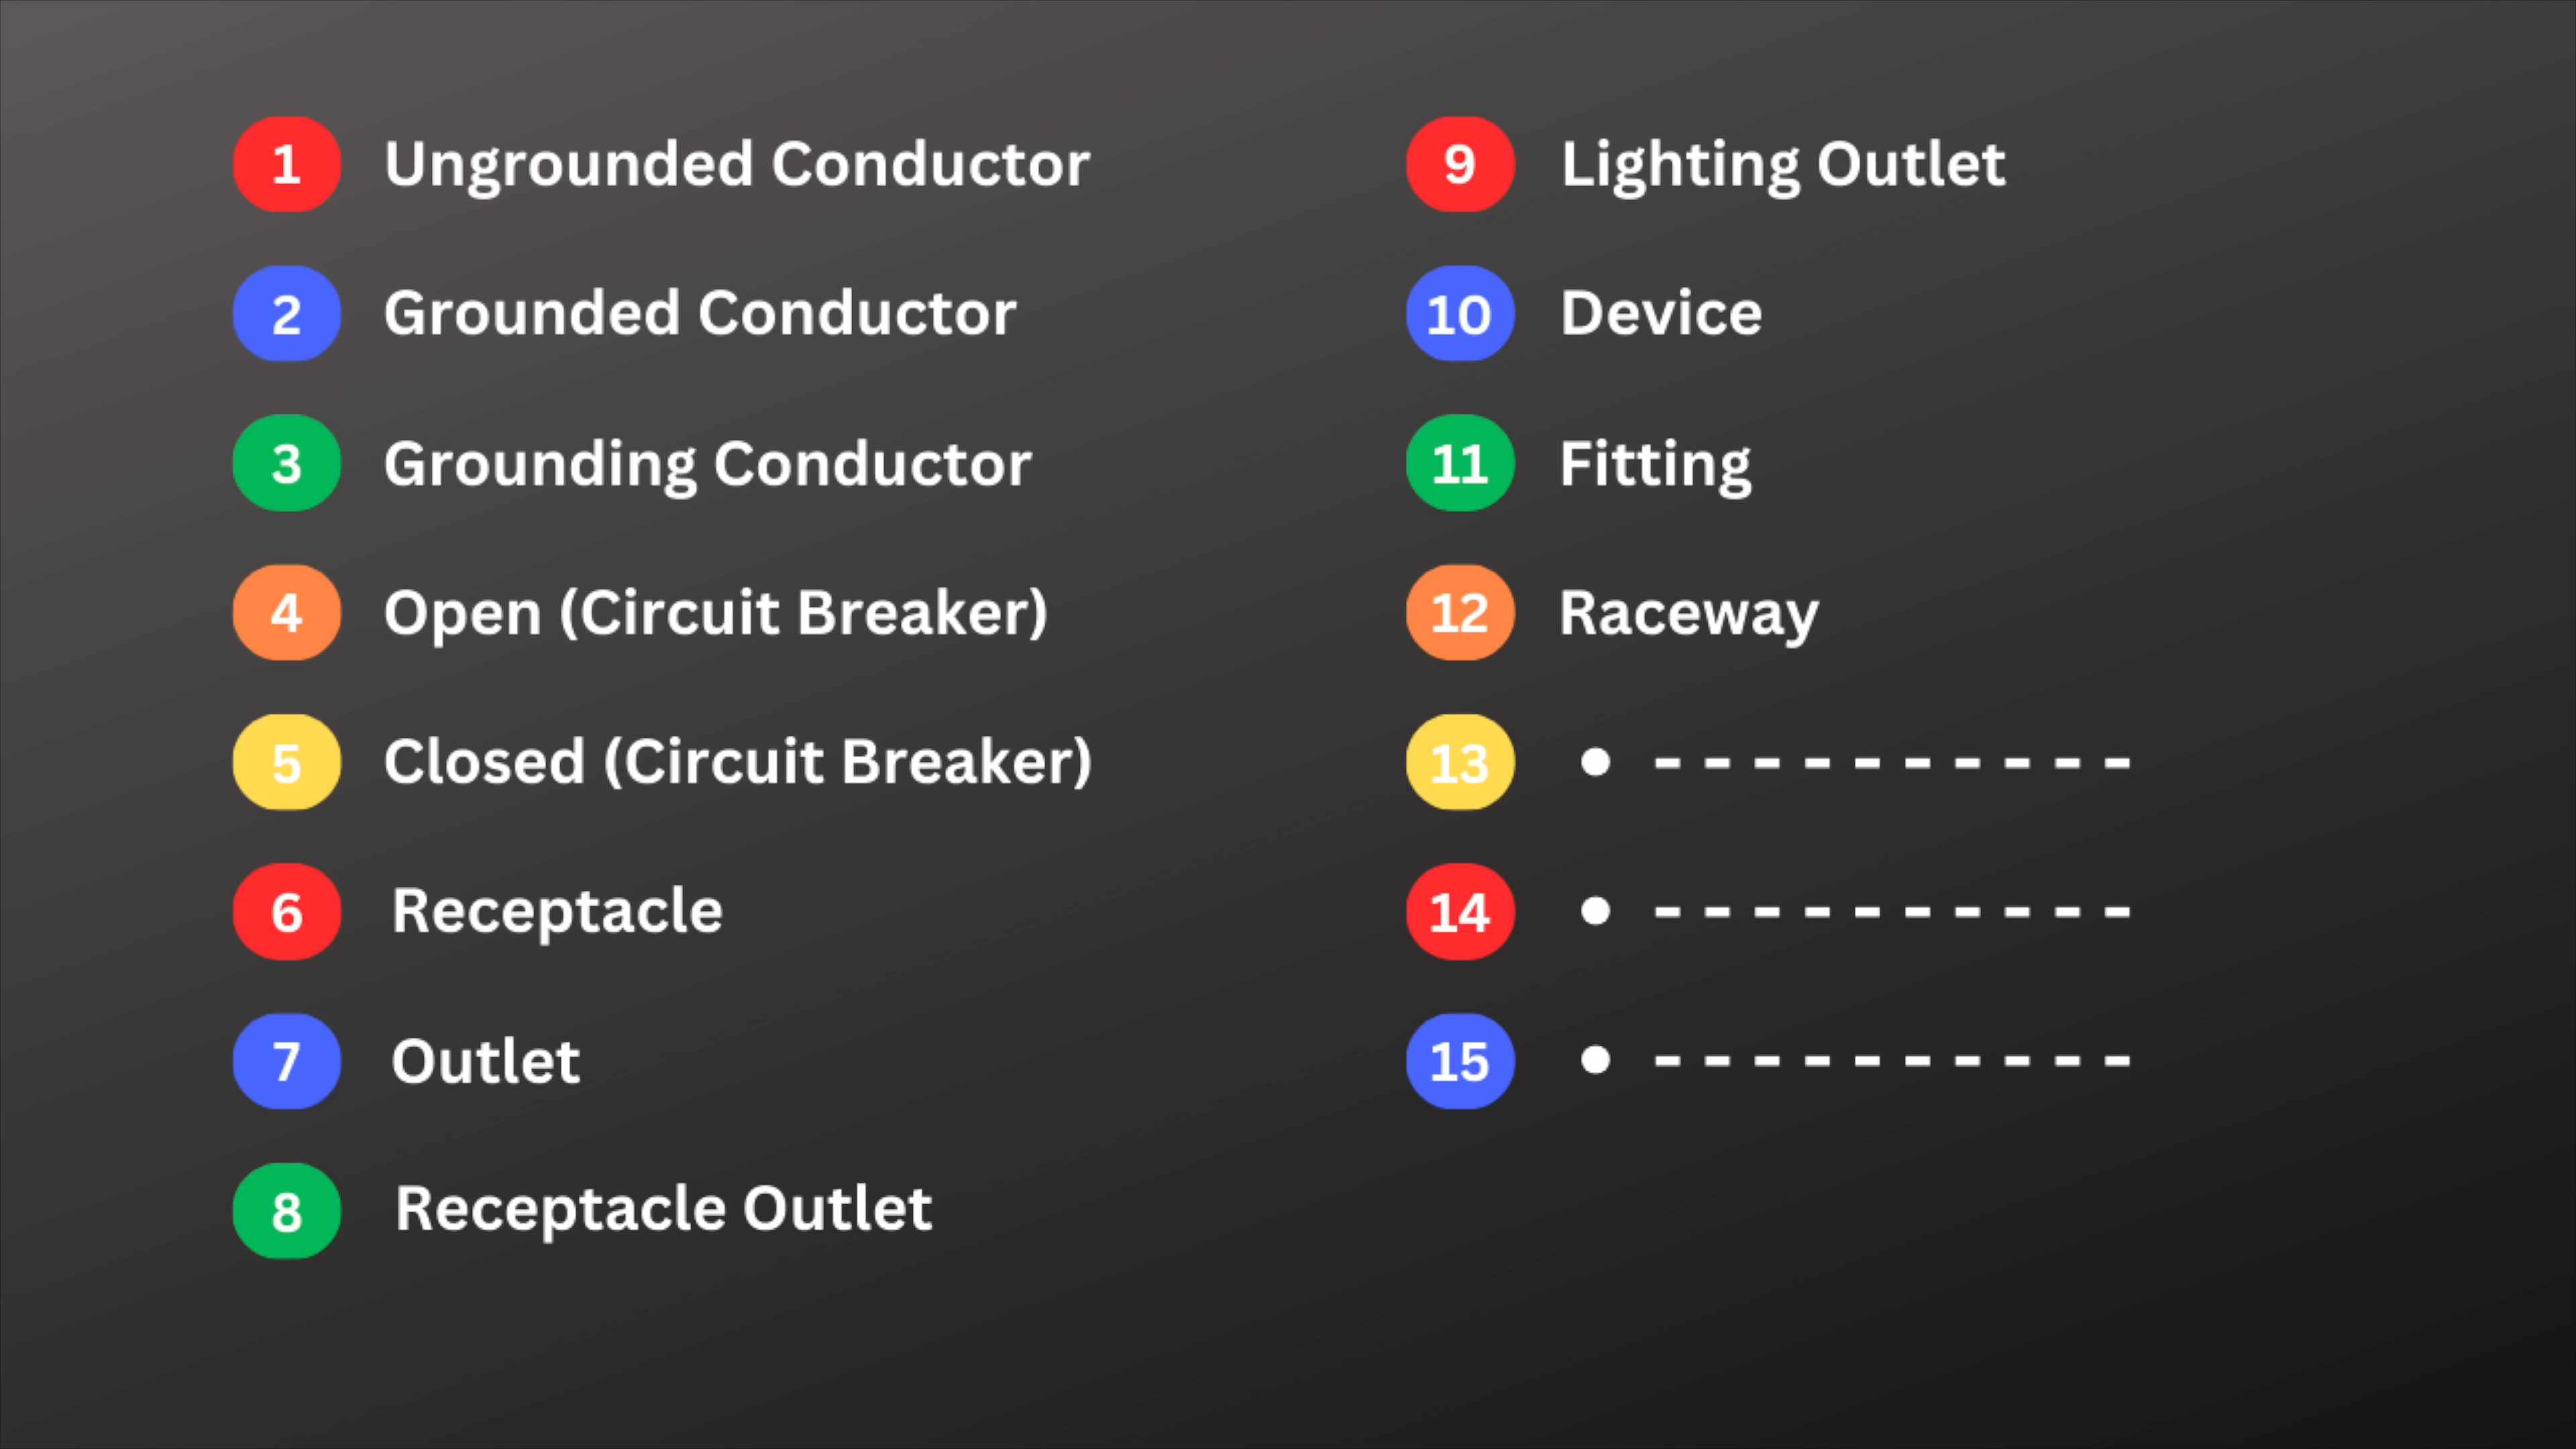 1 Ungrounded Conductor
2 Grounded Conductor
3 Grounding Conductor
4 Open (Circuit Breaker)
5 Closed (Circuit Breaker)
6 Receptacle
7 Outlet
8 Receptacle Outlet
9 Lighting Outlet
10 Device
11 Fitting
12 Raceway
13 • - - - - - - - - - -
14 • - - - - - - - - - -
15 • - - - - - - - - - -